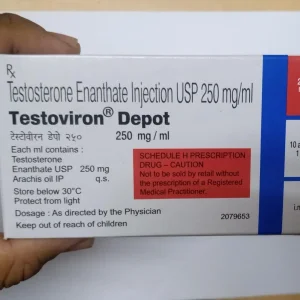 Rx
Testosterone Enanthate Injection USP 250 mg/ml
Testoviron® Depot
टेस्टोवीरन डेपो २५० 250 mg / ml
Each ml contains :
Testosterone
Enanthate USP 250 mg
Arachis oil IP q.s.
Store below 30°C
Protect from light
Dosage : As directed by the Physician
Keep out of reach of children
SCHEDULE H PRESCRIPTION
DRUG – CAUTION
Not to be sold by retail without
the prescription of a Registered
Medical Practitioner.
2079653